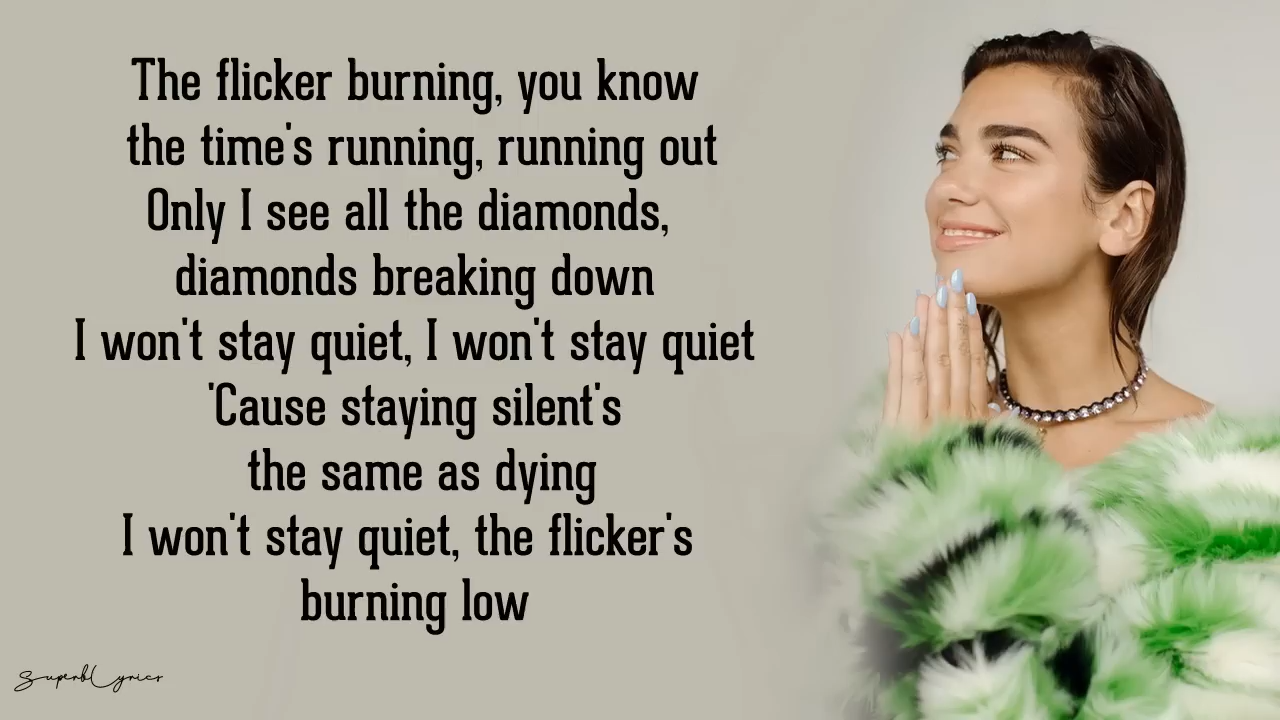 The flicker burning, you know
the time's running, running out
Only I see all the diamonds,
diamonds breaking down
I won't stay quiet, I won't stay quiet
'Cause staying silent's
the same as dying
I won't stay quiet, the flicker's
burning low
SuperbLyrics